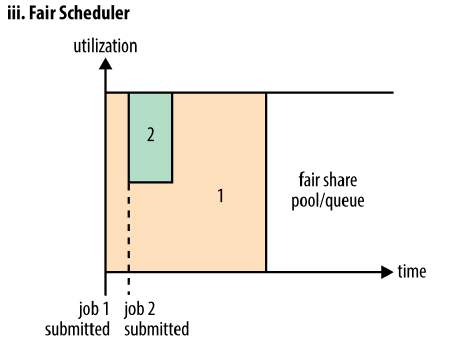 iii. Fair Scheduler
utilization
2
1
fair share
pool/queue
time
job 1
submitted
job 2
submitted